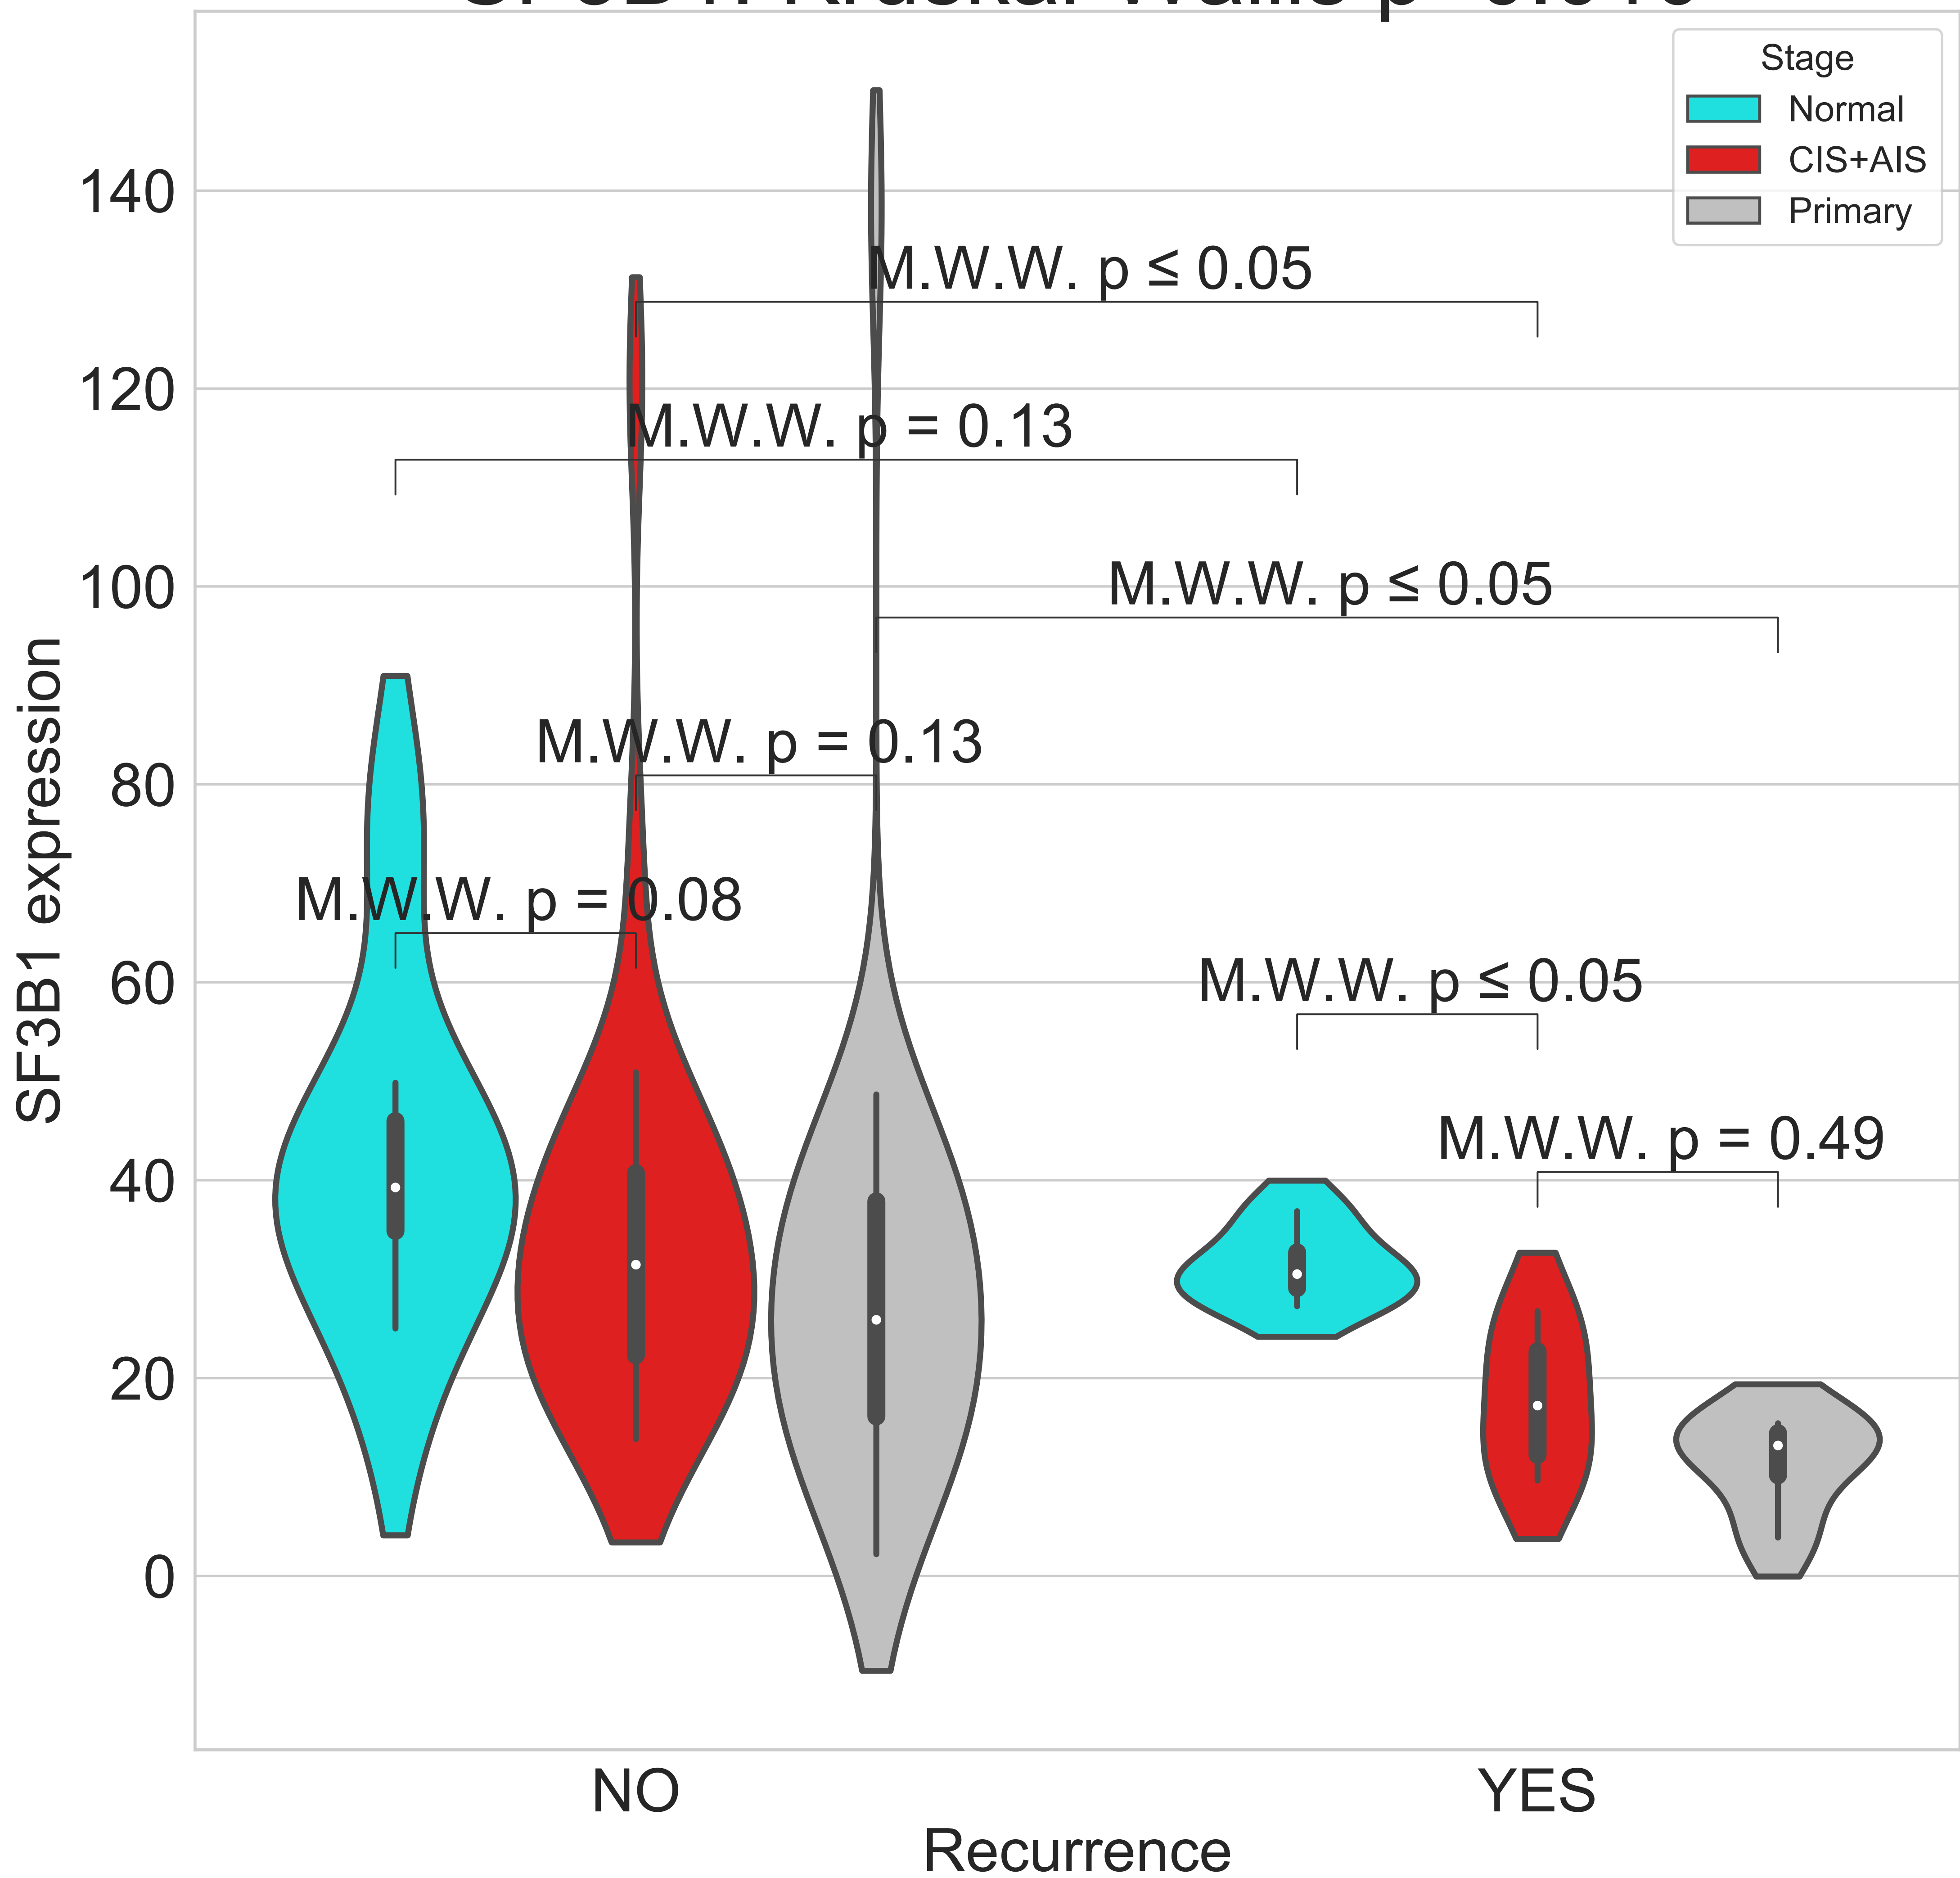 Stage
Normal
CIS+AIS
Primary
140
M.W.W. p ≤ 0.05
120
M.W.W. p = 0.13
100
M.W.W. p ≤ 0.05
80
M.W.W. p = 0.13
M.W.W. p = 0.08
60
M.W.W. p ≤ 0.05
40
M.W.W. p = 0.49
20
0
SF3B1 expression
NO
YES
Recurrence